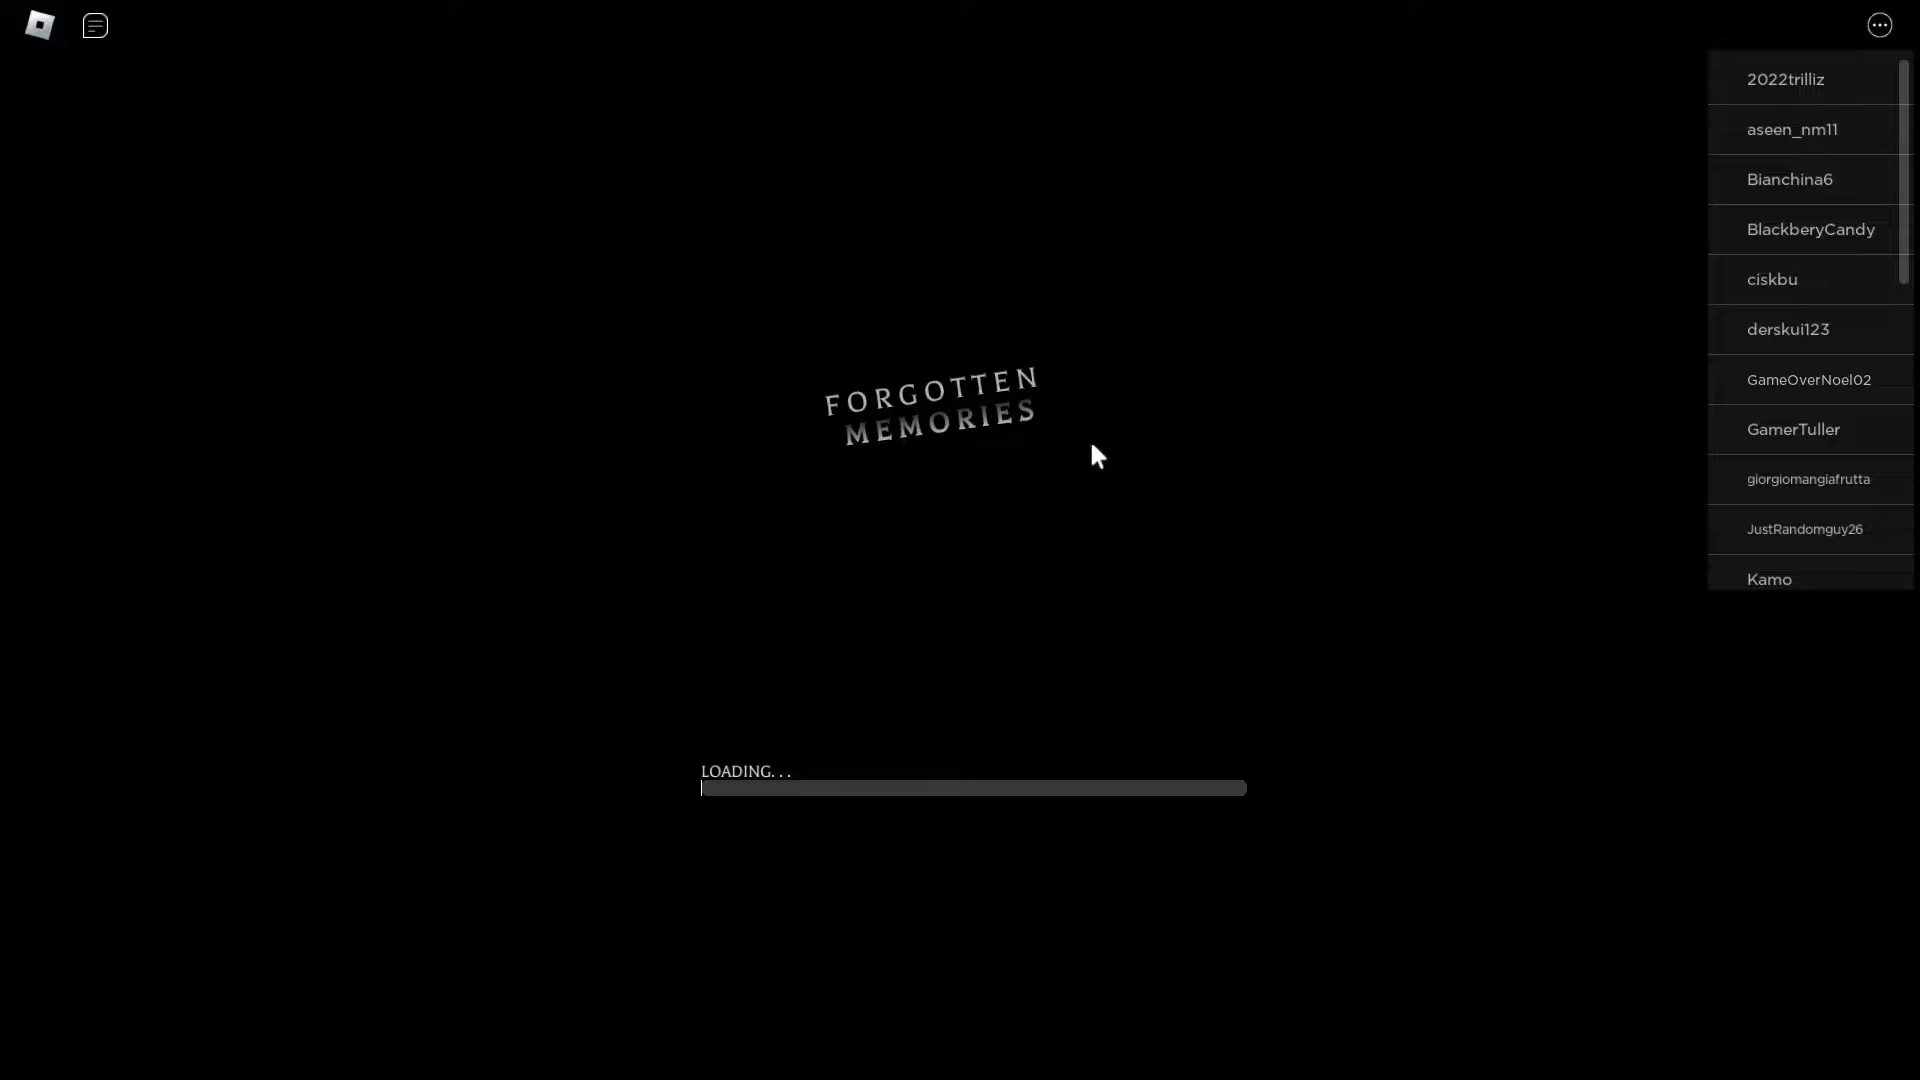 2022trilliz
aseen_nm11
Bianchina6
BlackberyCandy
ciskbu
derskui123
GameOverNoel02
GamerTuller
giorgiomangiafrutta
JustRandomguy26
Kamo
FORGOTTEN
MEMORIES
LOADING...